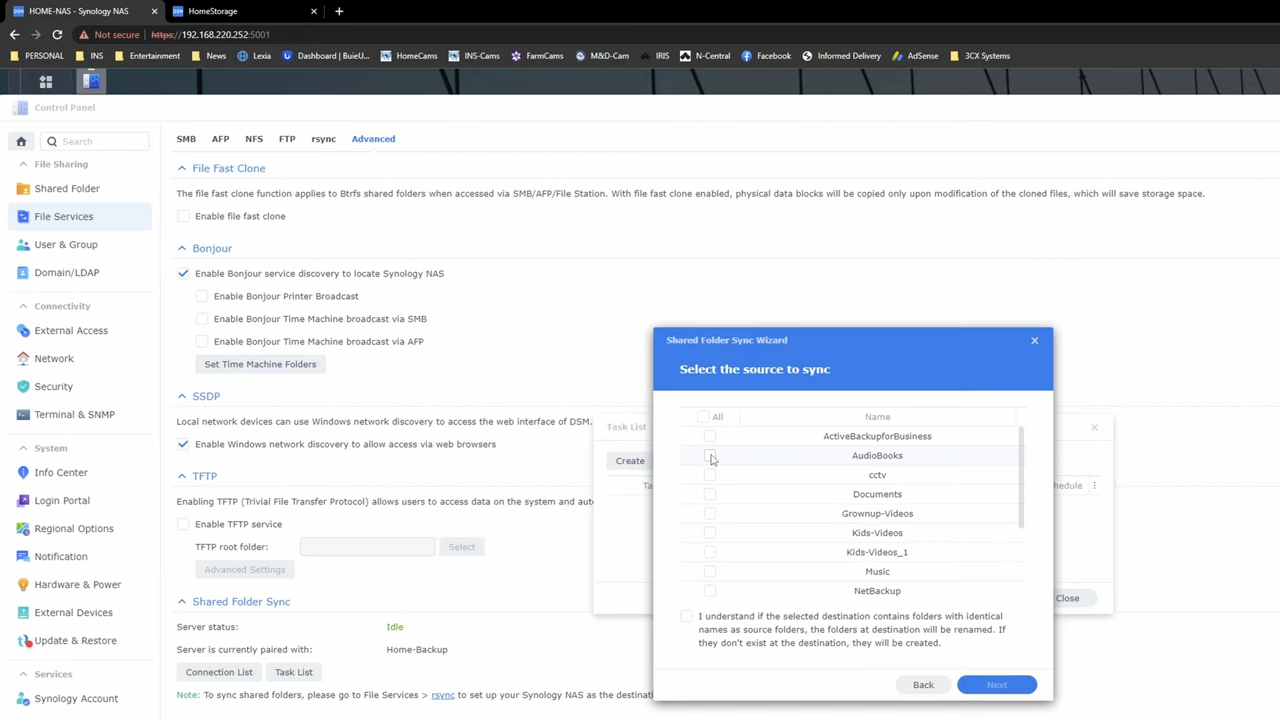 HOME-NAS - Synology NAS
HomeStorage
Not secure https://192.168.220.252:5001
PERSONAL INS Entertainment News Lexia Dashboard | BuieU... HomeCams INS-Cams FarmCams M&D-Cam IRIS N-Central Facebook Informed Delivery AdSense 3CX Systems
Control Panel
Search
File Sharing
Shared Folder
File Services
User & Group
Domain/LDAP
Connectivity
External Access
Network
Security
Terminal & SNMP
System
Info Center
Login Portal
Regional Options
Notification
Hardware & Power
External Devices
Update & Restore
Services
Synology Account
SMB AFP NFS FTP rsync Advanced
File Fast Clone
The file fast clone function applies to Btrfs shared folders when accessed via SMB/AFP/File Station. With file fast clone enabled, physical data blocks will be copied only upon modification of the cloned files, which will save storage space.
Enable file fast clone
Bonjour
Enable Bonjour service discovery to locate Synology NAS
Enable Bonjour Printer Broadcast
Enable Bonjour Time Machine broadcast via SMB
Enable Bonjour Time Machine broadcast via AFP
Set Time Machine Folders
SSDP
Local network devices can use Windows network discovery to access the web interface of DSM.
Enable Windows network discovery to allow access via web browsers
TFTP
Enabling TFTP (Trivial File Transfer Protocol) allows users to access data on the system and auto
Enable TFTP service
TFTP root folder:
Select
Advanced Settings
Shared Folder Sync
Server status: Idle
Server is currently paired with: Home-Backup
Connection List Task List
Note: To sync shared folders, please go to File Services > rsync to set up your Synology NAS as the destinati
Task List
Create
Ta
hedule
Close
Shared Folder Sync Wizard
Select the source to sync
All Name
ActiveBackupforBusiness
AudioBooks
cctv
Documents
Grownup-Videos
Kids-Videos
Kids-Videos_1
Music
NetBackup
I understand if the selected destination contains folders with identical
names as source folders, the folders at destination will be renamed. If
they don't exist at the destination, they will be created.
Back Next